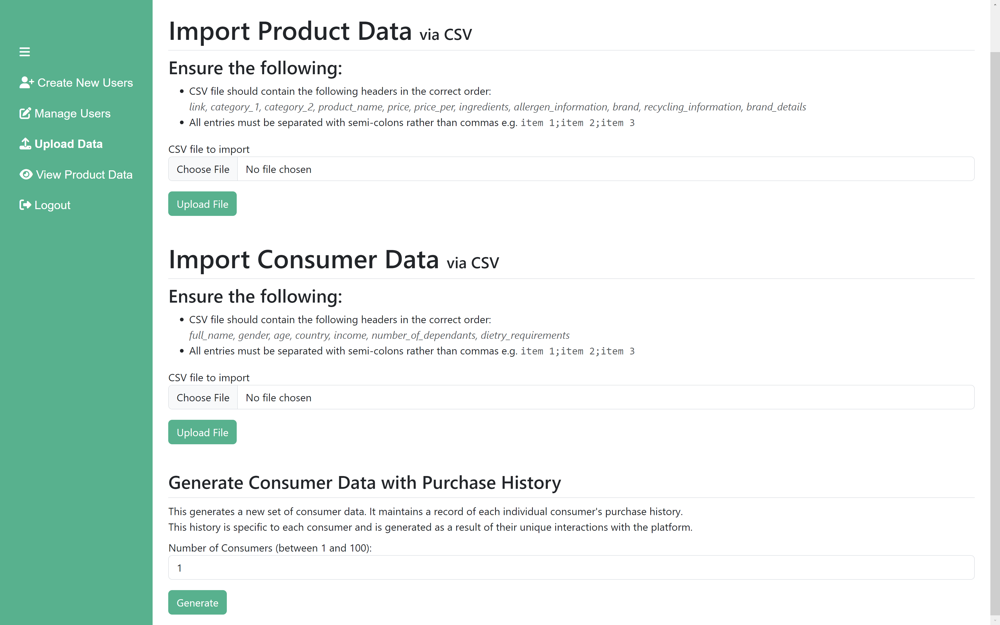 Create New Users
Manage Users
Upload Data
View Product Data
Logout
Import Product Data via CSV
Ensure the following:
• CSV file should contain the following headers in the correct order:
link, category_1, category_2, product_name, price, price_per, ingredients, allergen_information, brand, recycling_information, brand_details
• All entries must be separated with semi-colons rather than commas e.g. item 1;item 2;item 3
CSV file to import
Choose File No file chosen
Upload File
Import Consumer Data via CSV
Ensure the following:
• CSV file should contain the following headers in the correct order:
full_name, gender, age, country, income, number_of_dependants, dietry_requirements
• All entries must be separated with semi-colons rather than commas e.g. item 1;item 2;item 3
CSV file to import
Choose File No file chosen
Upload File
Generate Consumer Data with Purchase History
This generates a new set of consumer data. It maintains a record of each individual consumer's purchase history.
This history is specific to each consumer and is generated as a result of their unique interactions with the platform.
Number of Consumers (between 1 and 100):
1
Generate